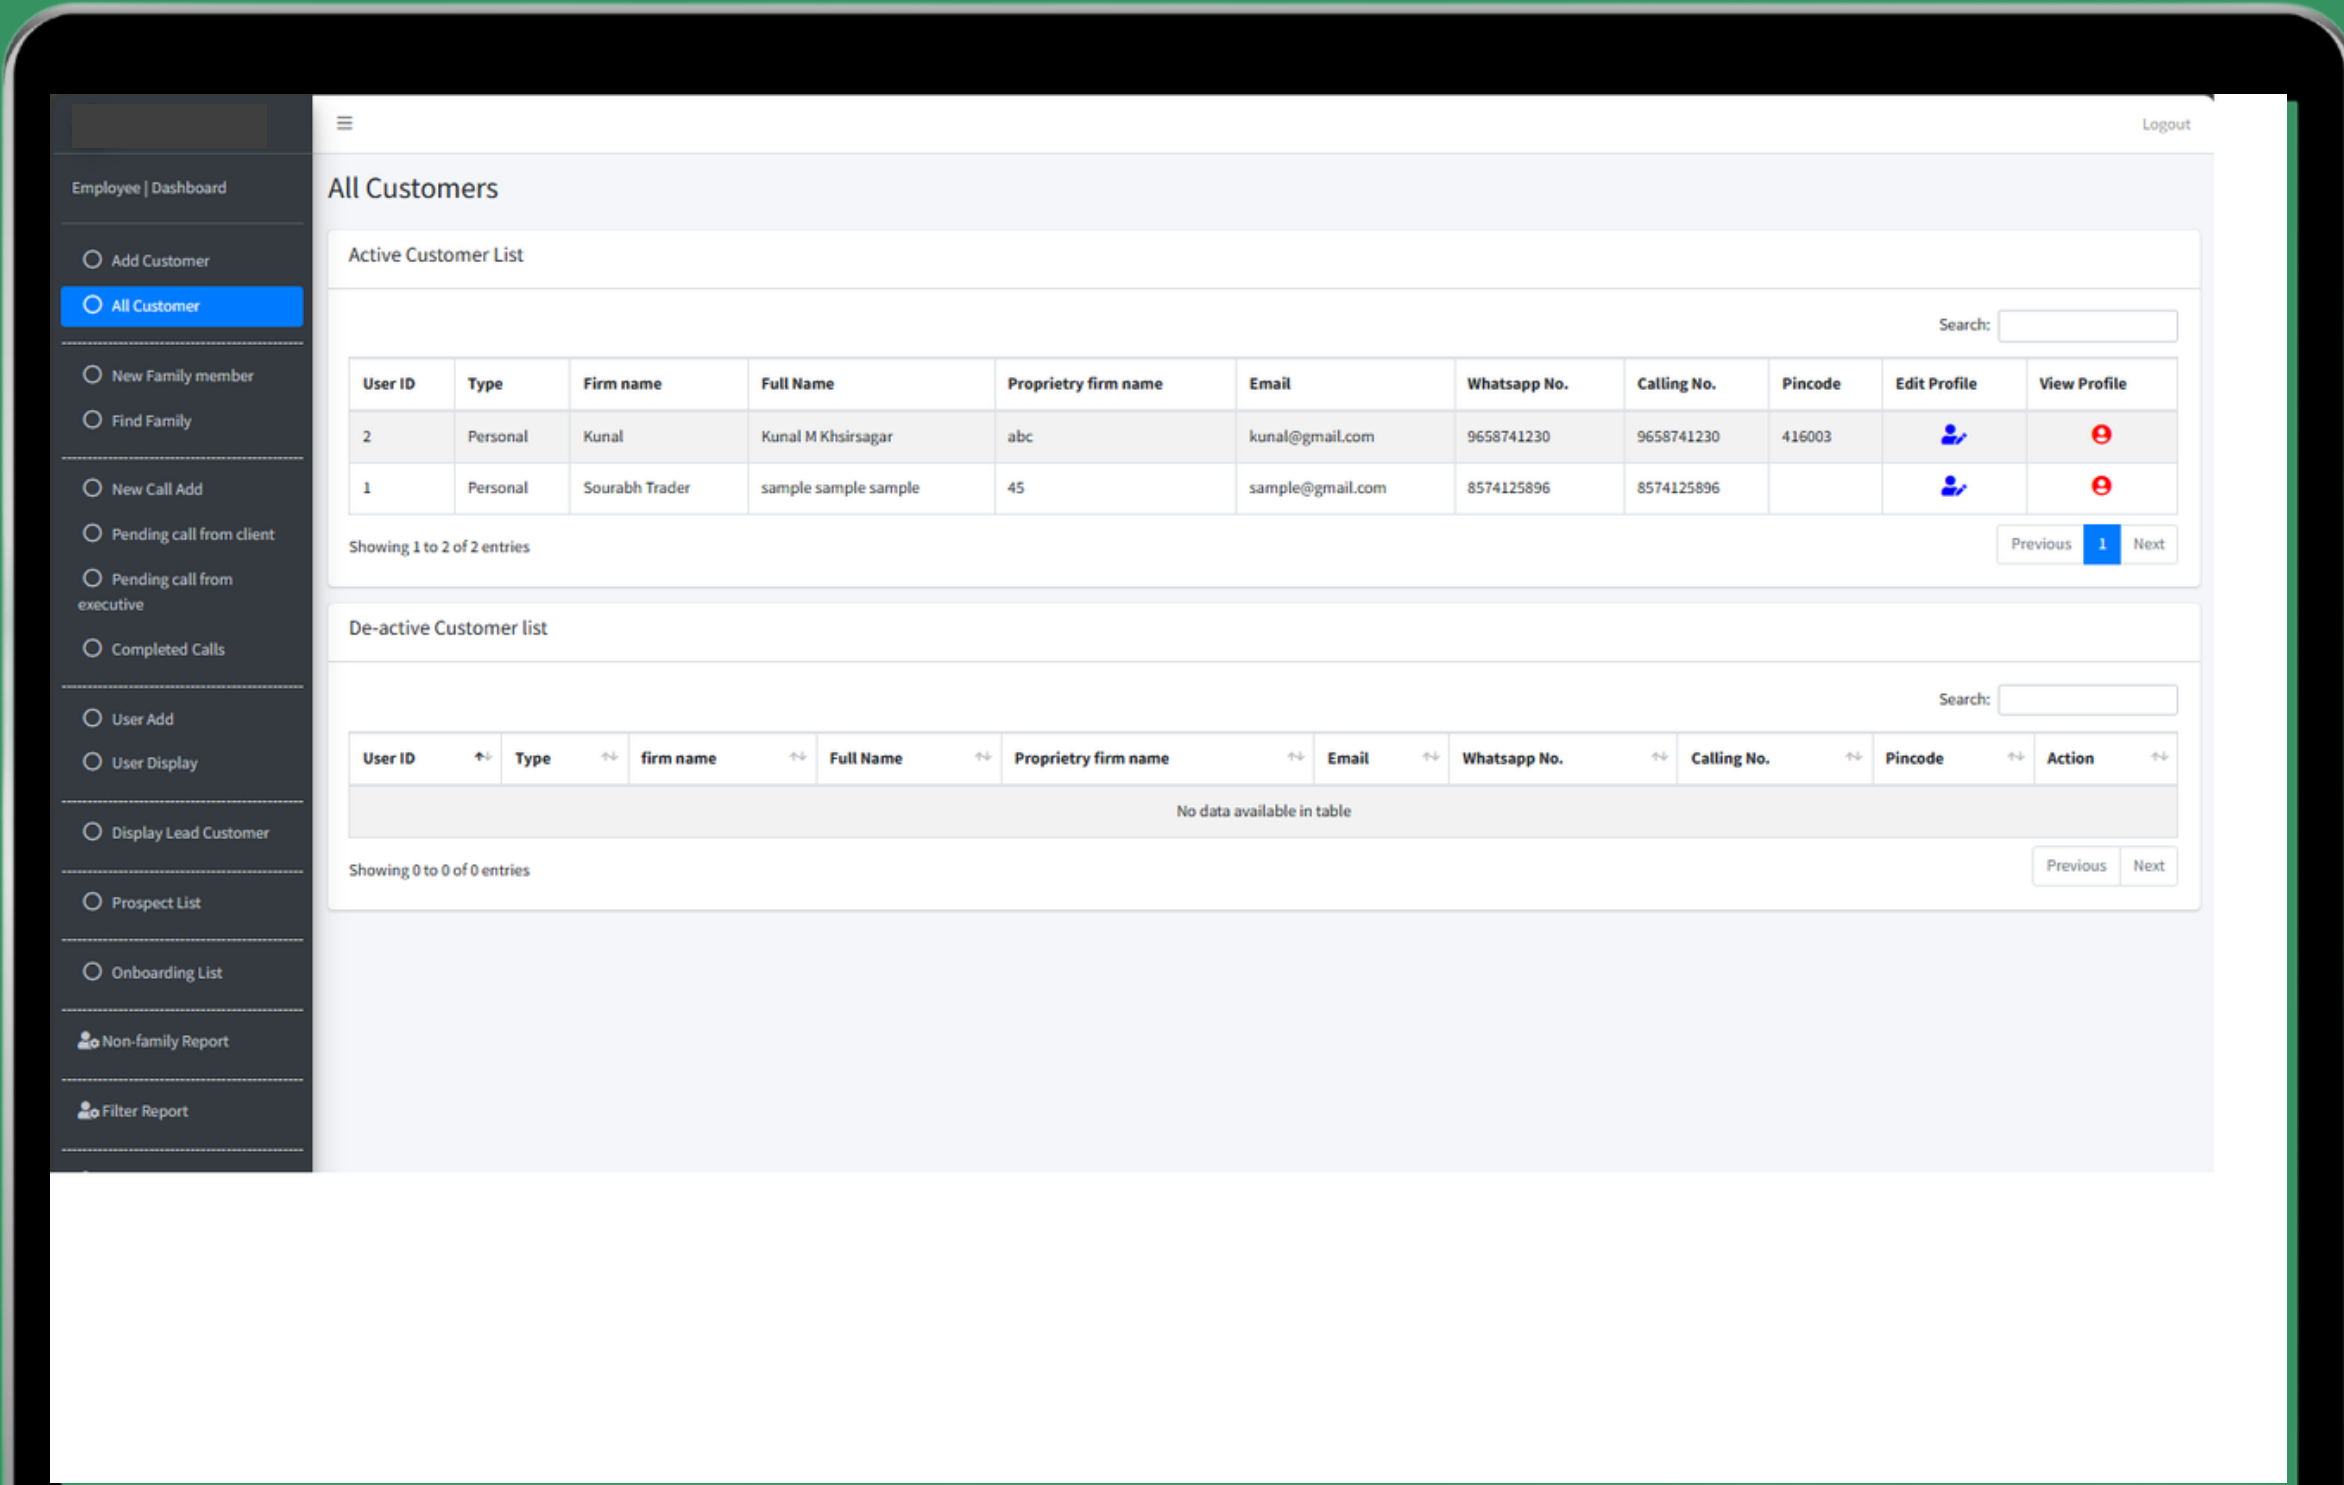 Logout
Employee | Dashboard
Add Customer
All Customer
New Family member
Find Family
New Call Add
Pending call from client
Pending call from
executive
Completed Calls
User Add
User Display
Display Lead Customer
Prospect List
Onboarding List
Non-family Report
Filter Report
All Customers
Active Customer List
Search:
User ID Type Firm name Full Name Proprietry firm name Email Whatsapp No. Calling No. Pincode Edit Profile View Profile
2 Personal Kunal Kunal M Khsirsagar abc kunal@gmail.com 9658741230 9658741230 416003
1 Personal Sourabh Trader sample sample sample 45 sample@gmail.com 8574125896 8574125896
Showing 1 to 2 of 2 entries
Previous 1 Next
De-active Customer list
Search:
User ID Type firm name Full Name Proprietry firm name Email Whatsapp No. Calling No. Pincode Action
No data available in table
Showing 0 to 0 of 0 entries
Previous Next